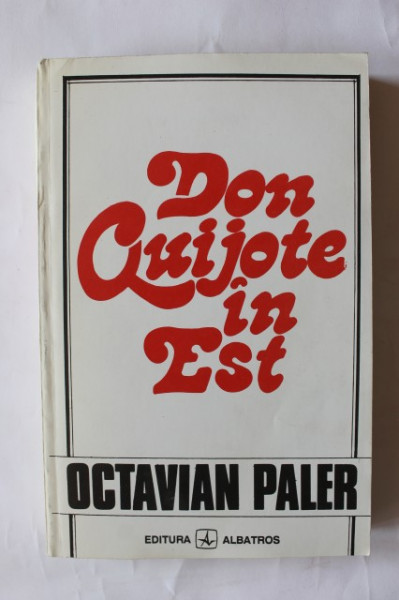 Don
Quijote
în
Est
OCTAVIAN PALER
EDITURA ALBATROS